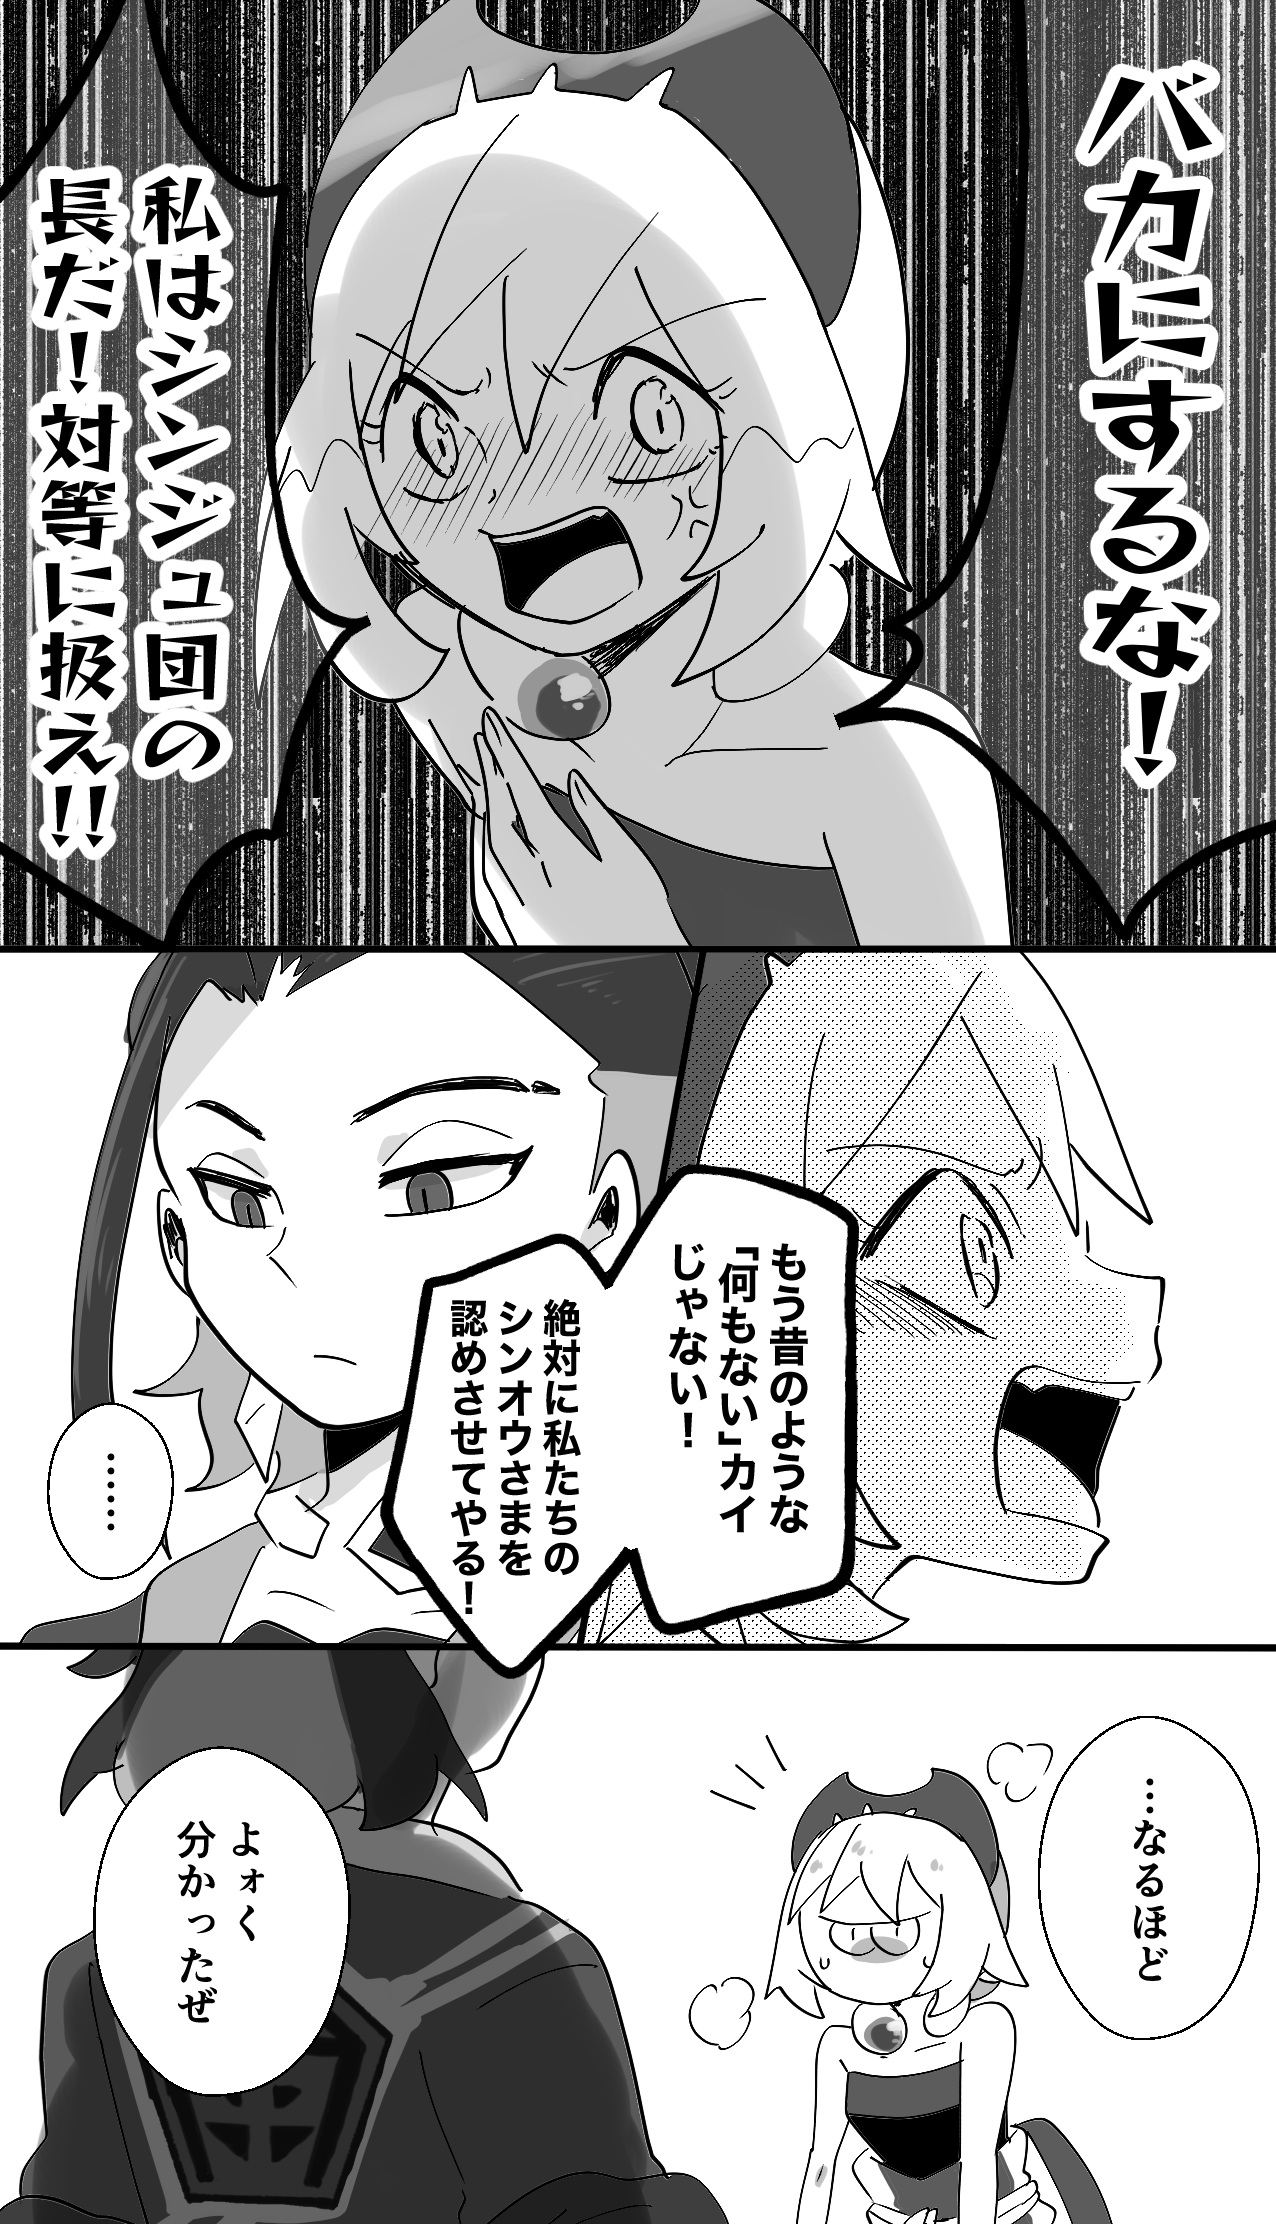 バカにするな！
私はシンジュ団の
長だ！対等に扱え!!
もう昔のような
「何もない」カイ
じゃない！
絶対に私たちの
シンオウさまを
認めさせてやる！
……
…なるほど
よォく
分かったぜ